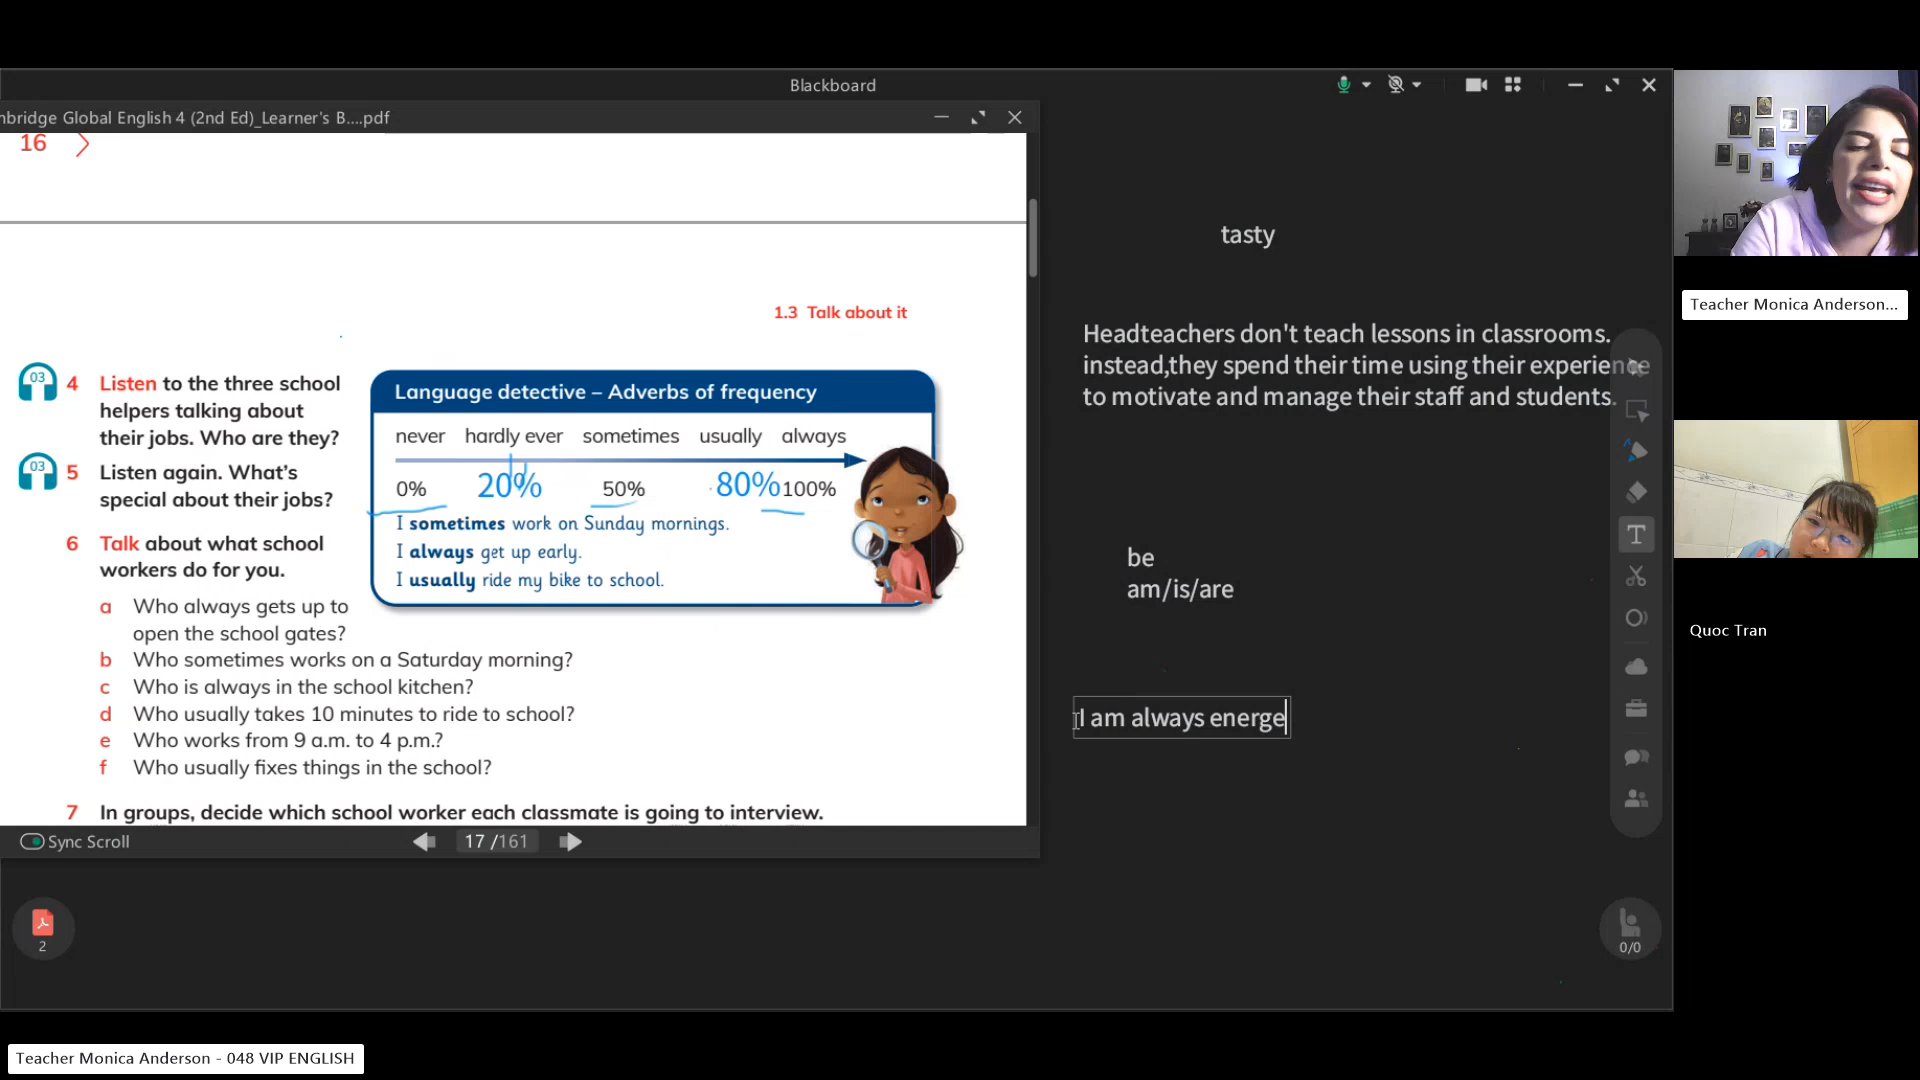 Blackboard
mbridge Global English 4 (2nd Ed)_Learner's B....pdf
16
1.3 Talk about it
03
4 Listen to the three school
helpers talking about
their jobs. Who are they?
03
5 Listen again. What's
special about their jobs?
6 Talk about what school
workers do for you.
a Who always gets up to
open the school gates?
b Who sometimes works on a Saturday morning?
c Who is always in the school kitchen?
d Who usually takes 10 minutes to ride to school?
e Who works from 9 a.m. to 4 p.m.?
f Who usually fixes things in the school?
7 In groups, decide which school worker each classmate is going to interview.
Language detective – Adverbs of frequency
never hardly ever sometimes usually always
0% 20% 50% 80% 100%
I sometimes work on Sunday mornings.
I always get up early.
I usually ride my bike to school.
Sync Scroll
17 /161
2
tasty
Headteachers don't teach lessons in classrooms.
instead,they spend their time using their experience
to motivate and manage their staff and students.
be
am/is/are
I am always energe
T
0/0
Teacher Monica Anderson...
Quoc Tran
Teacher Monica Anderson - 048 VIP ENGLISH